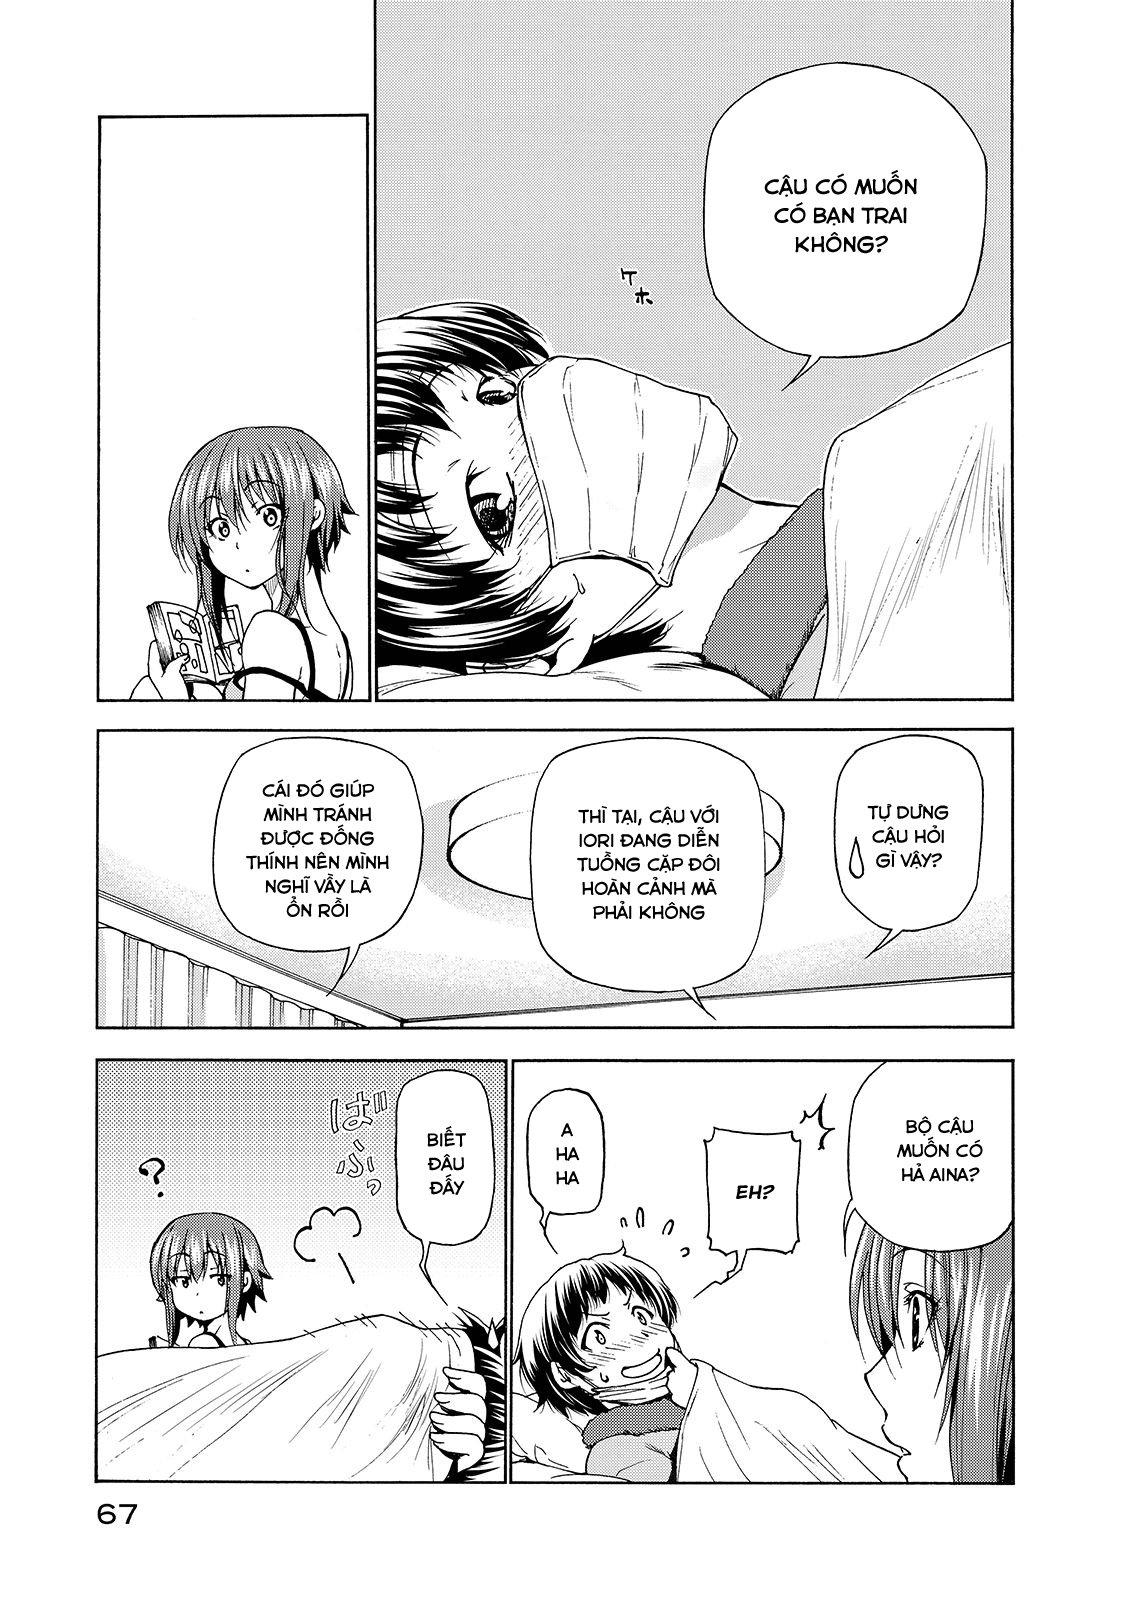 CẬU CÓ MUỐN
CÓ BẠN TRAI
KHÔNG?
ケホ
TỰ DƯNG
CẬU HỎI
GÌ VẬY?
THÌ TẠI, CẬU VỚI
IORI ĐANG DIỄN
TUỒNG CẶP ĐÔI
HOÀN CẢNH MÀ
PHẢI KHÔNG
CÁI ĐÓ GIÚP
MÌNH TRÁNH
ĐƯỢC ĐỐNG
THÍNH NÊN MÌNH
NGHĨ VẦY LÀ
ỔN RỒI
BỘ CẬU
MUỐN CÓ
HẢ AINA?
EH?
A
HA
HA
BIẾT
ĐÂU
ĐẤY
ばふっ
?
67